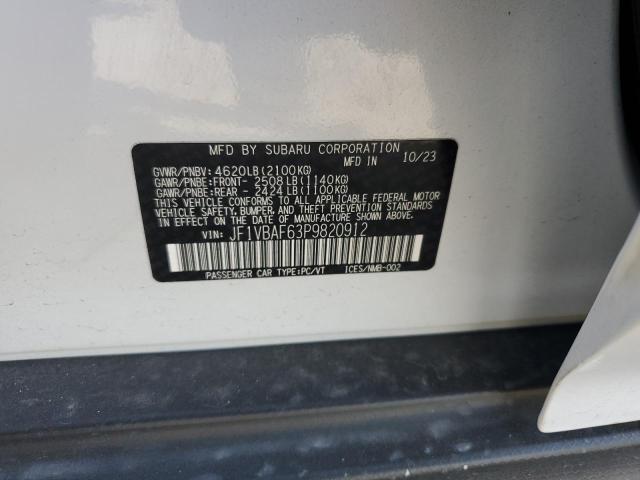 MFD BY SUBARU CORPORATION
MFD IN 10/23
GVWR/PNBV: 4620LB(2100KG)
GAWR/PNBE:FRONT- 2508LB(1140KG)
GAWR/PNBE:REAR - 2424LB(1100KG)
THIS VEHICLE CONFORMS TO ALL APPLICABLE FEDERAL MOTOR
VEHICLE SAFETY, BUMPER, AND THEFT PREVENTION STANDARDS
IN EFFECT ON THE DATE OF MANUFACTURE SHOWN ABOVE.
VIN: JF1VBAF63P9820912
PASSENGER CAR TYPE:PC/VT ICES/NMB-002